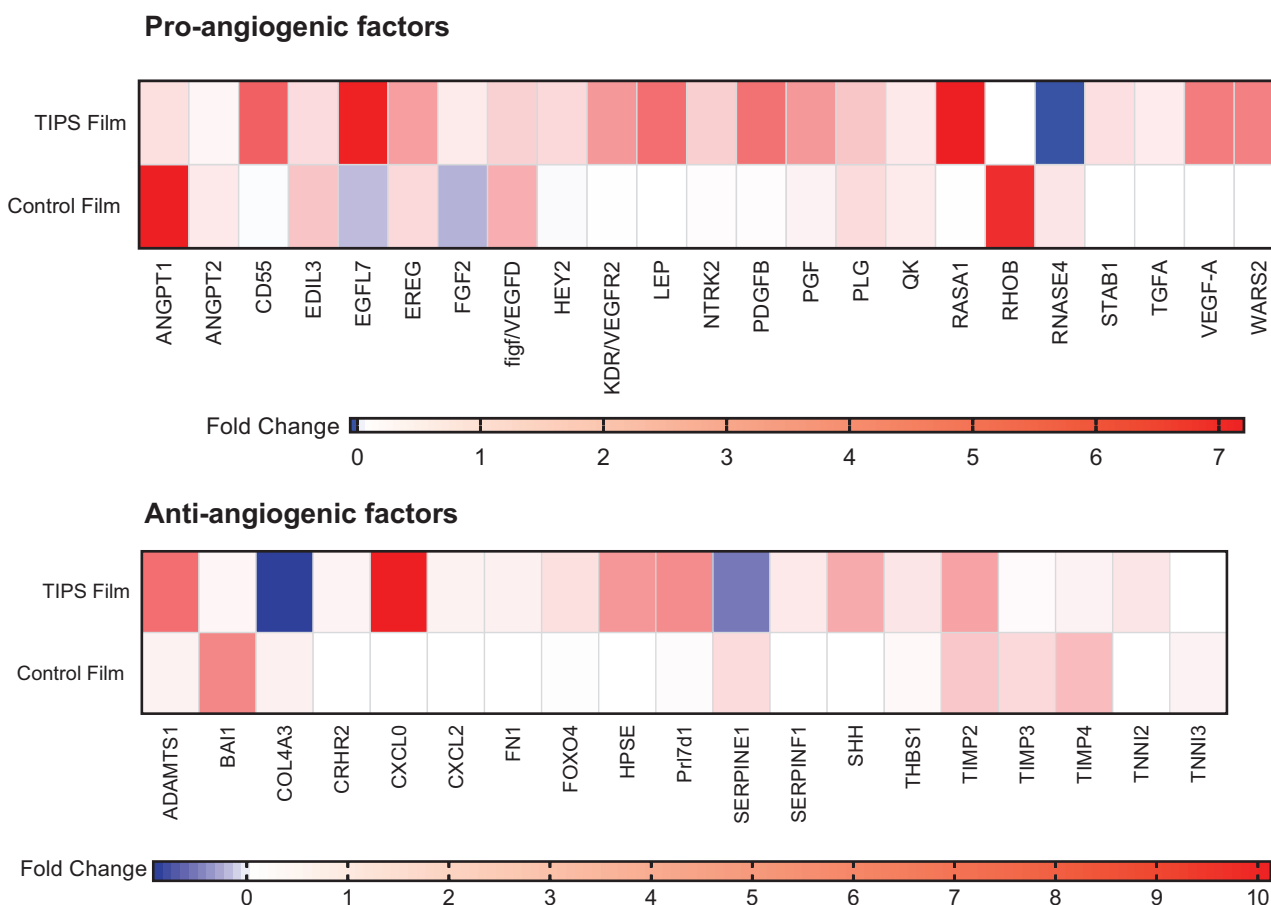 Pro-angiogenic factors
TIPS Film
Control Film
ANGPT1
ANGPT2
CD55
EDIL3
EGFL7
EREG
FGF2
figf/VEGFD
HEY2
KDR/VEGFR2
LEP
NTRK2
PDGFB
PGF
PLG
QK
RASA1
RHOB
RNASE4
STAB1
TGFA
VEGF-A
WARS2
Fold Change
0 1 2 3 4 5 6 7
Anti-angiogenic factors
TIPS Film
Control Film
ADAMTS1
BAI1
COL4A3
CRHR2
CXCL0
CXCL2
FN1
FOXO4
HPSE
Prl7d1
SERPINE1
SERPINF1
SHH
THBS1
TIMP2
TIMP3
TIMP4
TNNI2
TNNI3
Fold Change
0 1 2 3 4 5 6 7 8 9 10